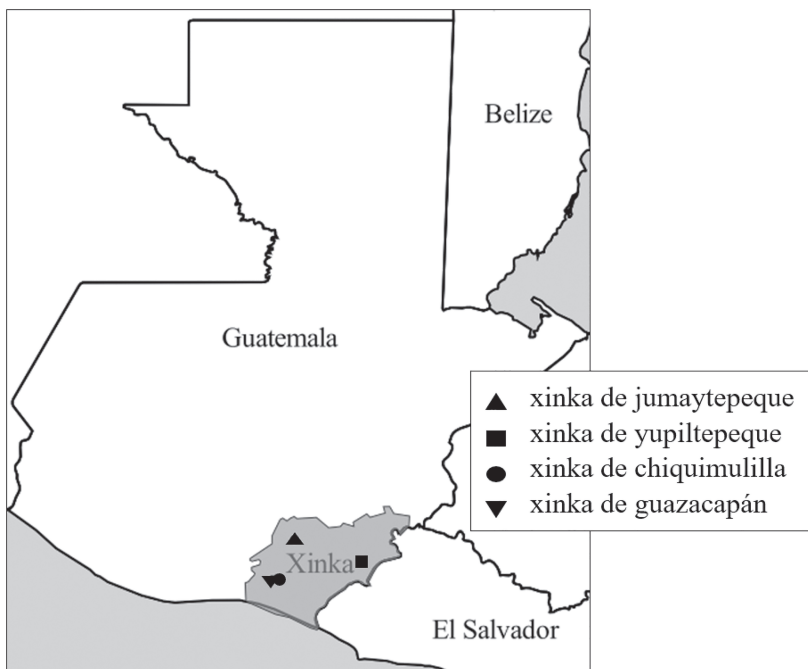 Belize
Guatemala
xinka de jumaytepeque
xinka de yupiltepeque
xinka de chiquimulilla
xinka de guazacapán
Xinka
El Salvador